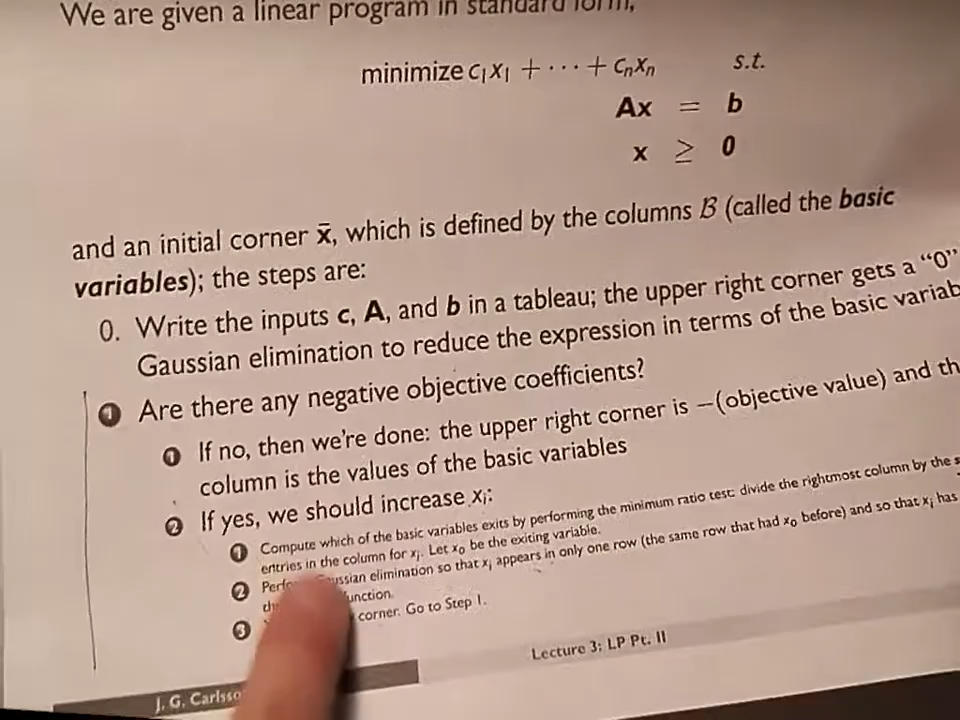 We are given a linear program in standard form,
minimize c₁x₁ + ··· + cₙxₙ s.t.
Ax = b
x ≥ 0
and an initial corner x̄, which is defined by the columns ℬ (called the basic
variables); the steps are:
0. Write the inputs c, A, and b in a tableau; the upper right corner gets a “0”
Gaussian elimination to reduce the expression in terms of the basic
1 Are there any negative objective coefficients?
1 If no, then we’re done: the upper right corner is −(objective value) and
column is the values of the basic variables
2 If yes, we should increase xⱼ:
1 Compute which of the basic variables exits by performing the minimum ratio test: divide the rightmost column by the
entries in the column for xⱼ. Let x₀ be the exiting variable.
2 elimination so that xⱼ appears in only one row (the same row that had x₀ before) and so that xⱼ has
3 corner. Go to Step 1.
J. G. Lecture 3: LP Pt. II